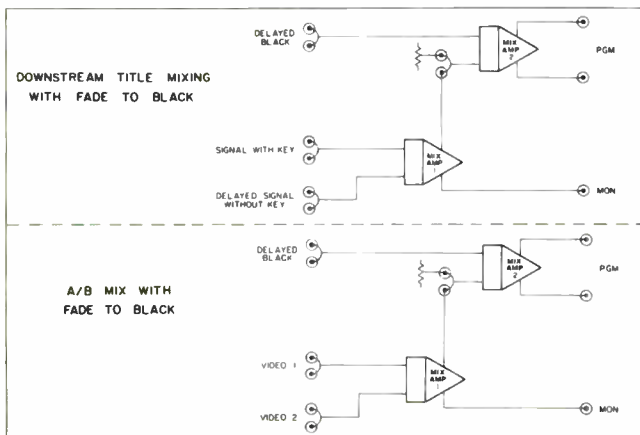 DELAYED
BLACK
MIX
AMP
2
PGM
DOWNSTREAM TITLE MIXING
WITH FADE TO BLACK
SIGNAL WITH KEY
MIX
AMP
1
DELAYED SIGNAL
WITHOUT KEY
MON
DELAYED
BLACK
MIX
AMP
2
PGM
A/B MIX WITH
FADE TO BLACK
VIDEO 1
MIX
AMP
1
VIDEO 2
MON